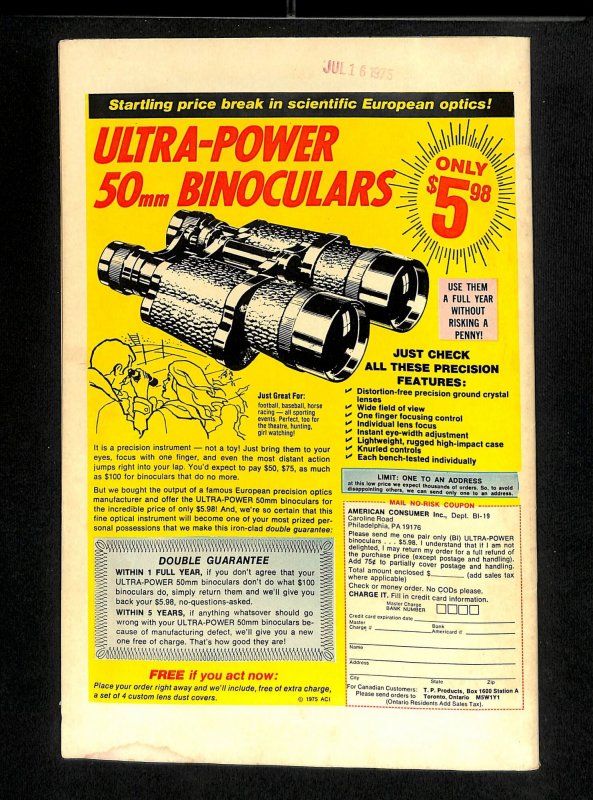 JUL 16 1975
Startling price break in scientific European optics!
ULTRA-POWER
50mm BINOCULARS
ONLY
$5.98
USE THEM
A FULL YEAR
WITHOUT
RISKING A
PENNY!
JUST CHECK
ALL THESE PRECISION
FEATURES:
Distortion-free precision ground crystal
lenses
Wide field of view
One finger focusing control
Individual lens focus
Instant eye-width adjustment
Lightweight, rugged high-impact case
Knurled controls
Each bench-tested individually
Just Great For:
football, baseball, horse
racing — all sporting
events. Perfect, too for
the theatre, hunting,
girl watching!
It is a precision instrument — not a toy! Just bring them to your
eyes, focus with one finger, and even the most distant action
jumps right into your lap. You'd expect to pay $50, $75, as much
as $100 for binoculars that do no more.
But we bought the output of a famous European precision optics
manufacturer and offer the ULTRA-POWER 50mm binoculars for
the incredible price of only $5.98! And, we're so certain that this
fine optical instrument will become one of your most prized per-
sonal possessions that we make this iron-clad double guarantee:
DOUBLE GUARANTEE
WITHIN 1 FULL YEAR, if you don't agree that your
ULTRA-POWER 50mm binoculars don't do what $100
binoculars do, simply return them and we'll give you
back your $5.98, no-questions-asked.
WITHIN 5 YEARS, if anything whatsoever should go
wrong with your ULTRA-POWER 50mm binoculars be-
cause of manufacturing defect, we'll give you a new
one free of charge. That's how good they are!
FREE if you act now:
Place your order right away and we'll include, free of extra charge,
a set of 4 custom lens dust covers.
© 1975 ACI
LIMIT: ONE TO AN ADDRESS
at this low price we expect thousands of orders. So, to avoid
disappointing others, we can send only one to an address.
MAIL NO-RISK COUPON
AMERICAN CONSUMER Inc., Dept. BI-19
Caroline Road
Philadelphia, PA 19176
Please send me one pair only (BI) ULTRA-POWER
binoculars . . . $5.98. I understand that if I am not
delighted, I may return my order for a full refund of
the purchase price (except postage and handling).
Add 75¢ to partially cover postage and handling.
Total amount enclosed $ (add sales tax
where applicable)
Check or money order. No CODs please.
CHARGE IT. Fill in credit card information.
Master Charge
BANK NUMBER
Credit card expiration date
Master
Charge #
Bank
Americard #
Name
Address
City State Zip
For Canadian Customers: T. P. Products, Box 1600 Station A
Please send orders to Toronto, Ontario M5W1Y1
(Ontario Residents Add Sales Tax).